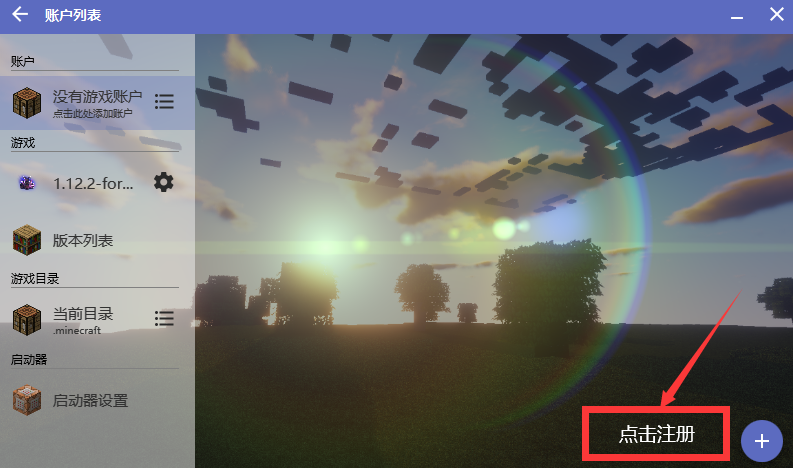 账户列表
账户
没有游戏账户
点击此处添加账户
游戏
1.12.2-for...
版本列表
游戏目录
当前目录
.minecraft
启动器
启动器设置
点击注册